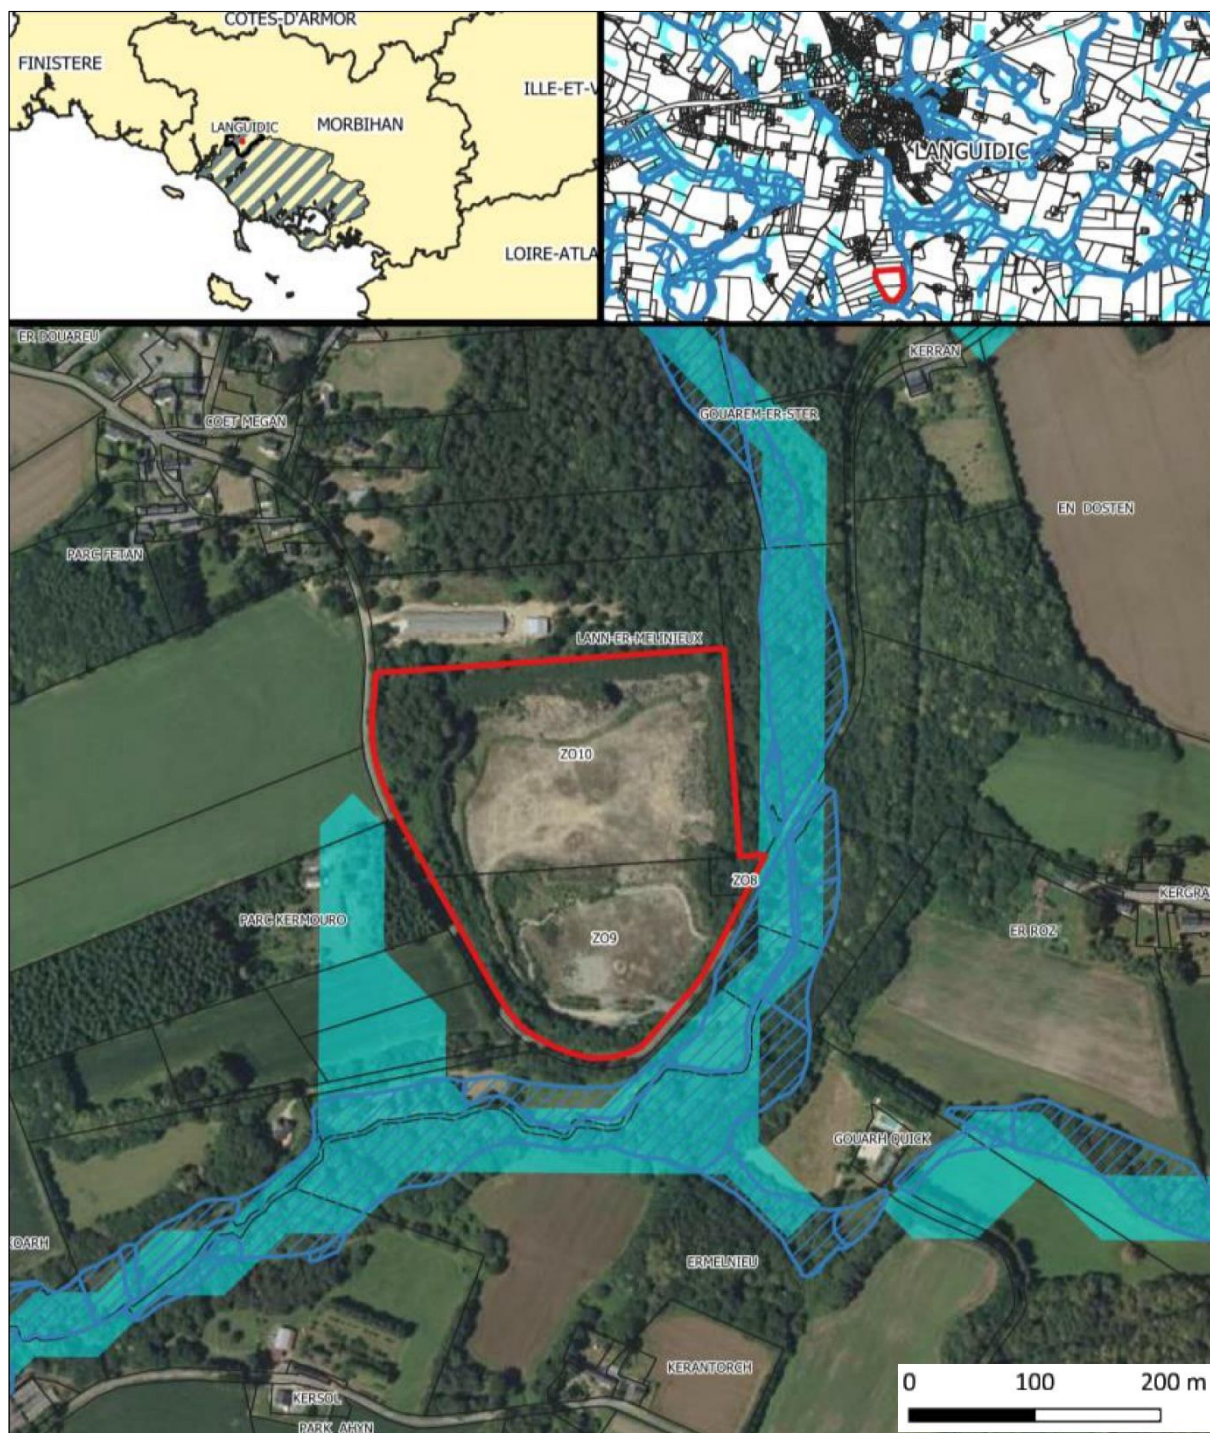 COTES-D'ARMOR
FINISTERE
ILLE-ET-V
LANGUIDIC
MORBIHAN
LOIRE-ATLA
LANGUIDIC
ER DOUAREU
KERRAN
COET MEGAN
GOUAREM-ER-STER
EN DOSTEN
PARC FETAN
LANN-ER-MELINIEUX
ZO10
ZO8
KERGRA
PARC KERMOURO
ER ROZ
ZO9
GOUARH QUICK
OARH
ERMELNIEU
KERANTORCH
KERSOL
PARK AHYN
0 100 200 m